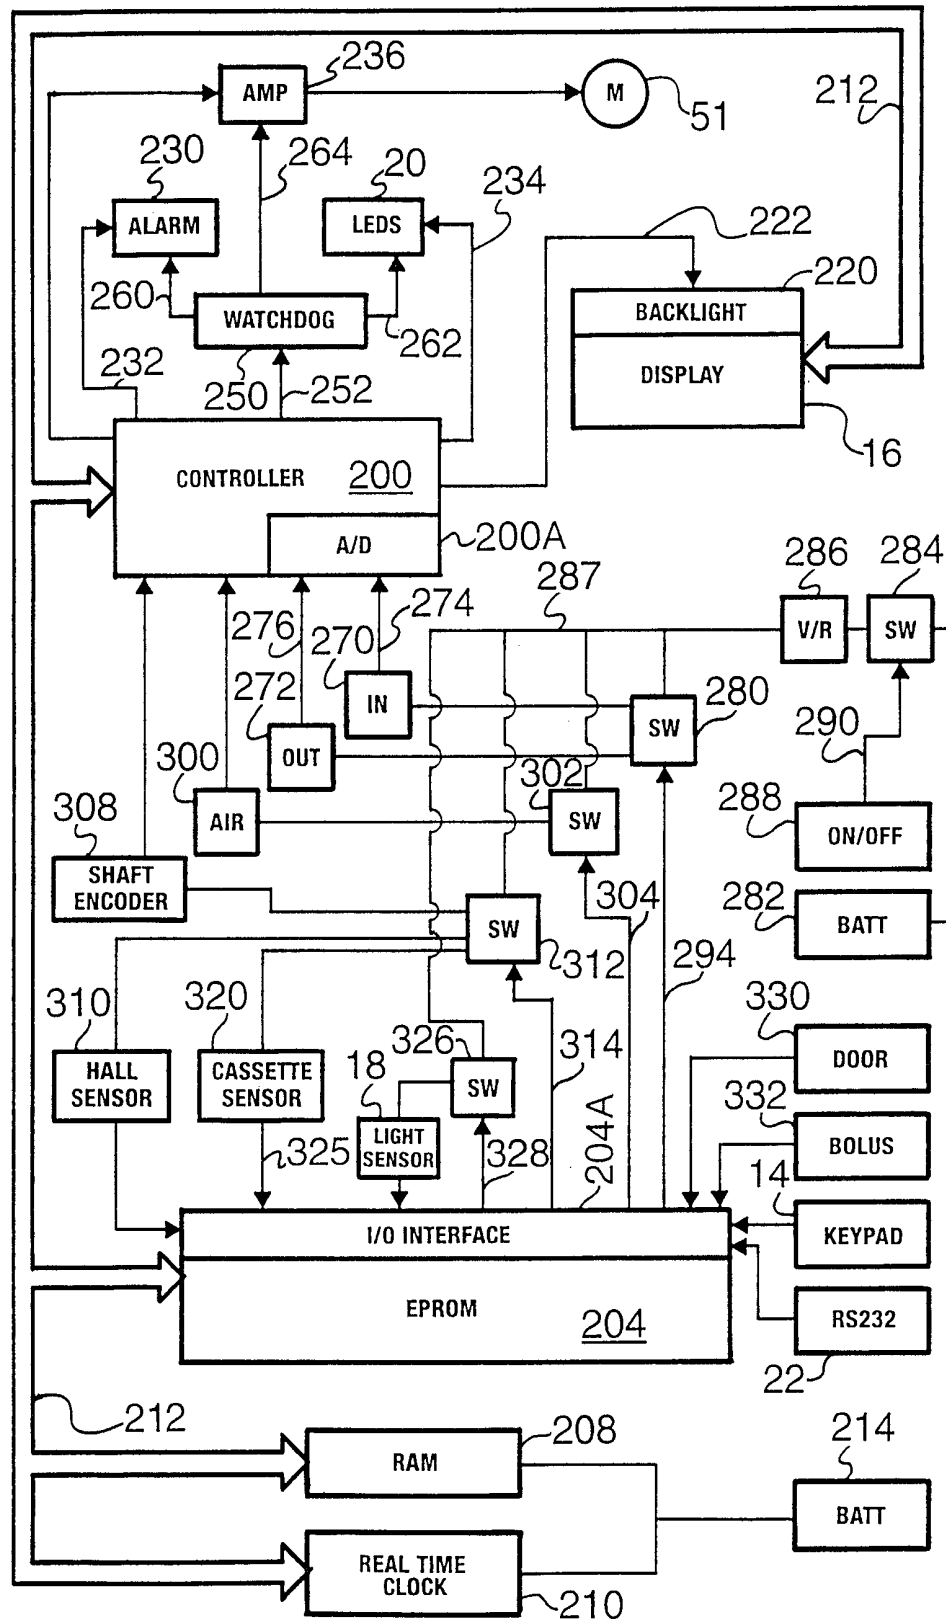 236
AMP
M
51
212
230
264
20
234
ALARM
LEDS
222
260
WATCHDOG
262
220
BACKLIGHT
DISPLAY
232
250
252
16
CONTROLLER
200
A/D
200A
276
274
287
286
284
V/R
SW
270
IN
272
OUT
280
SW
290
300
AIR
302
SW
288
ON/OFF
308
SHAFT
ENCODER
282
BATT
SW
312
304
294
310
320
326
314
330
DOOR
HALL
SENSOR
CASSETTE
SENSOR
18
SW
332
BOLUS
325
LIGHT
SENSOR
328
204A
14
KEYPAD
I/O INTERFACE
EPROM
204
RS232
22
212
208
RAM
214
BATT
REAL TIME
CLOCK
210